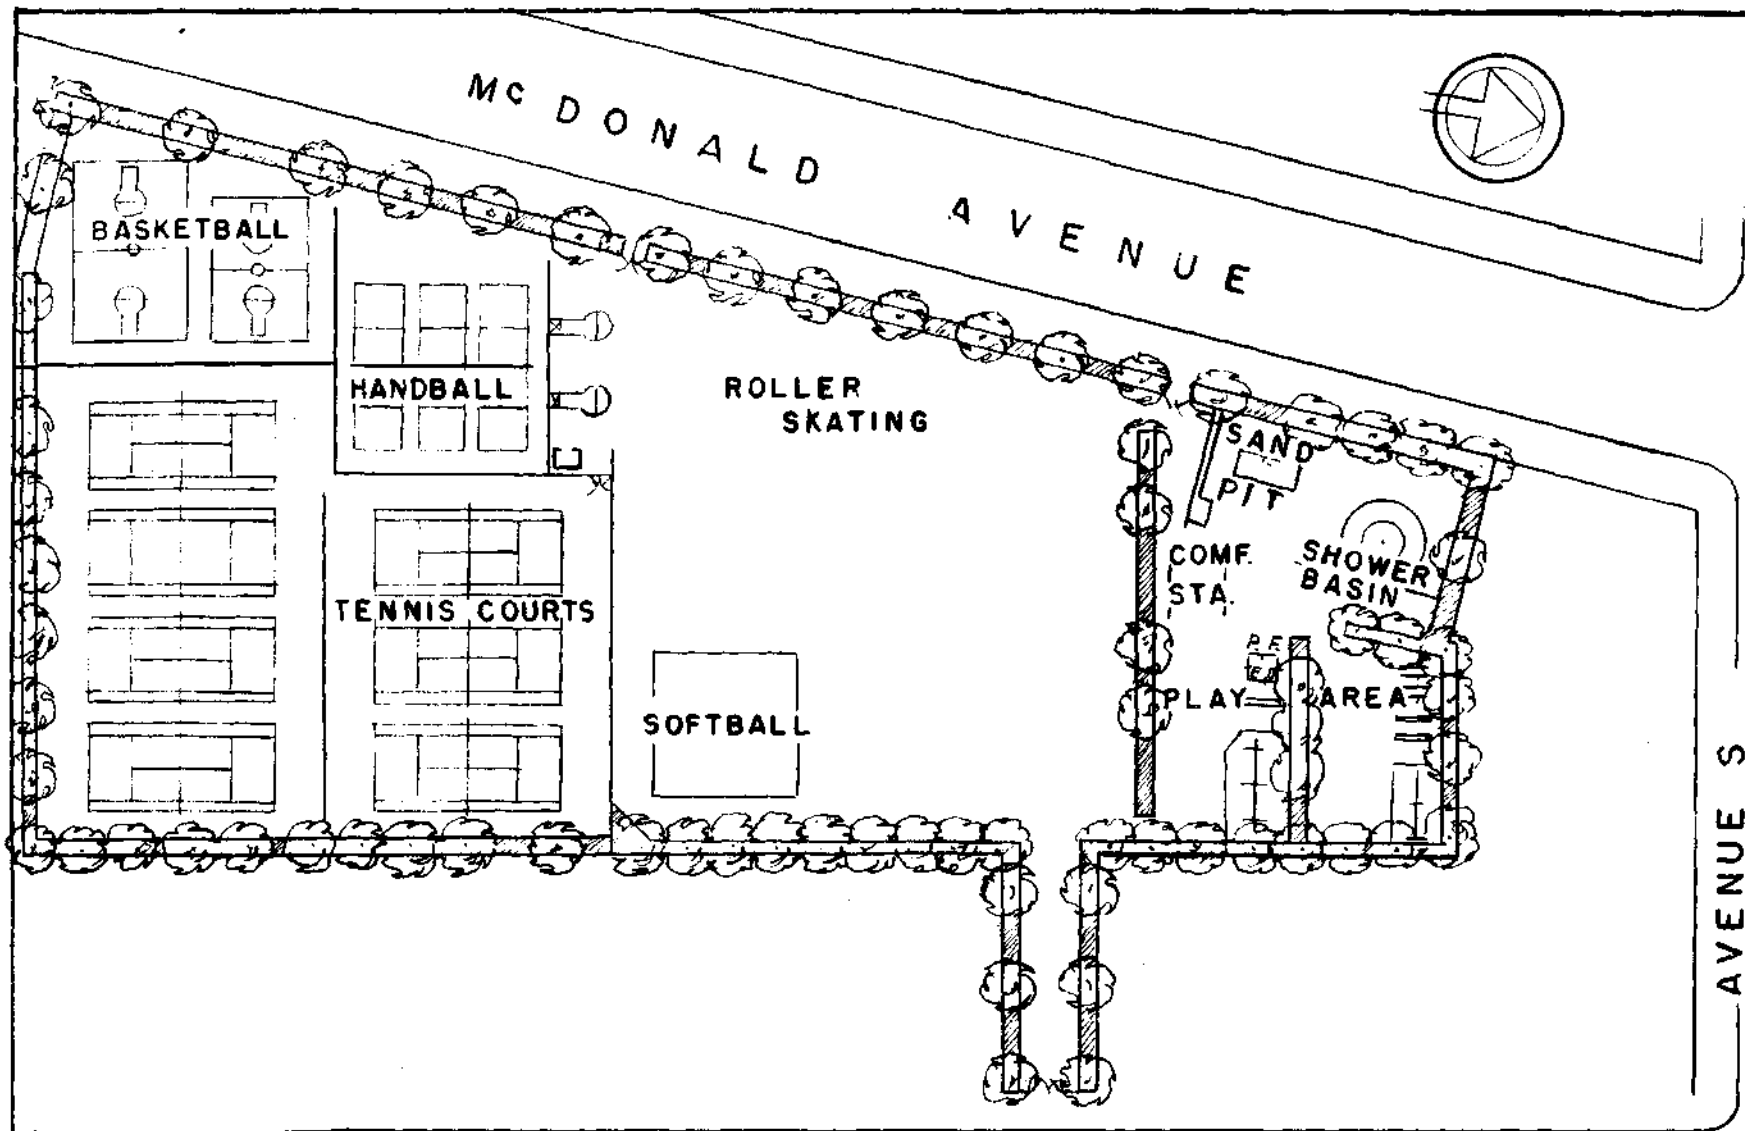 Mc DONALD AVENUE
BASKETBALL
HANDBALL
ROLLER
SKATING
SAND
PIT
COMF.
STA.
SHOWER
BASIN
TENNIS COURTS
PLAY AREA
SOFTBALL
AVENUE S